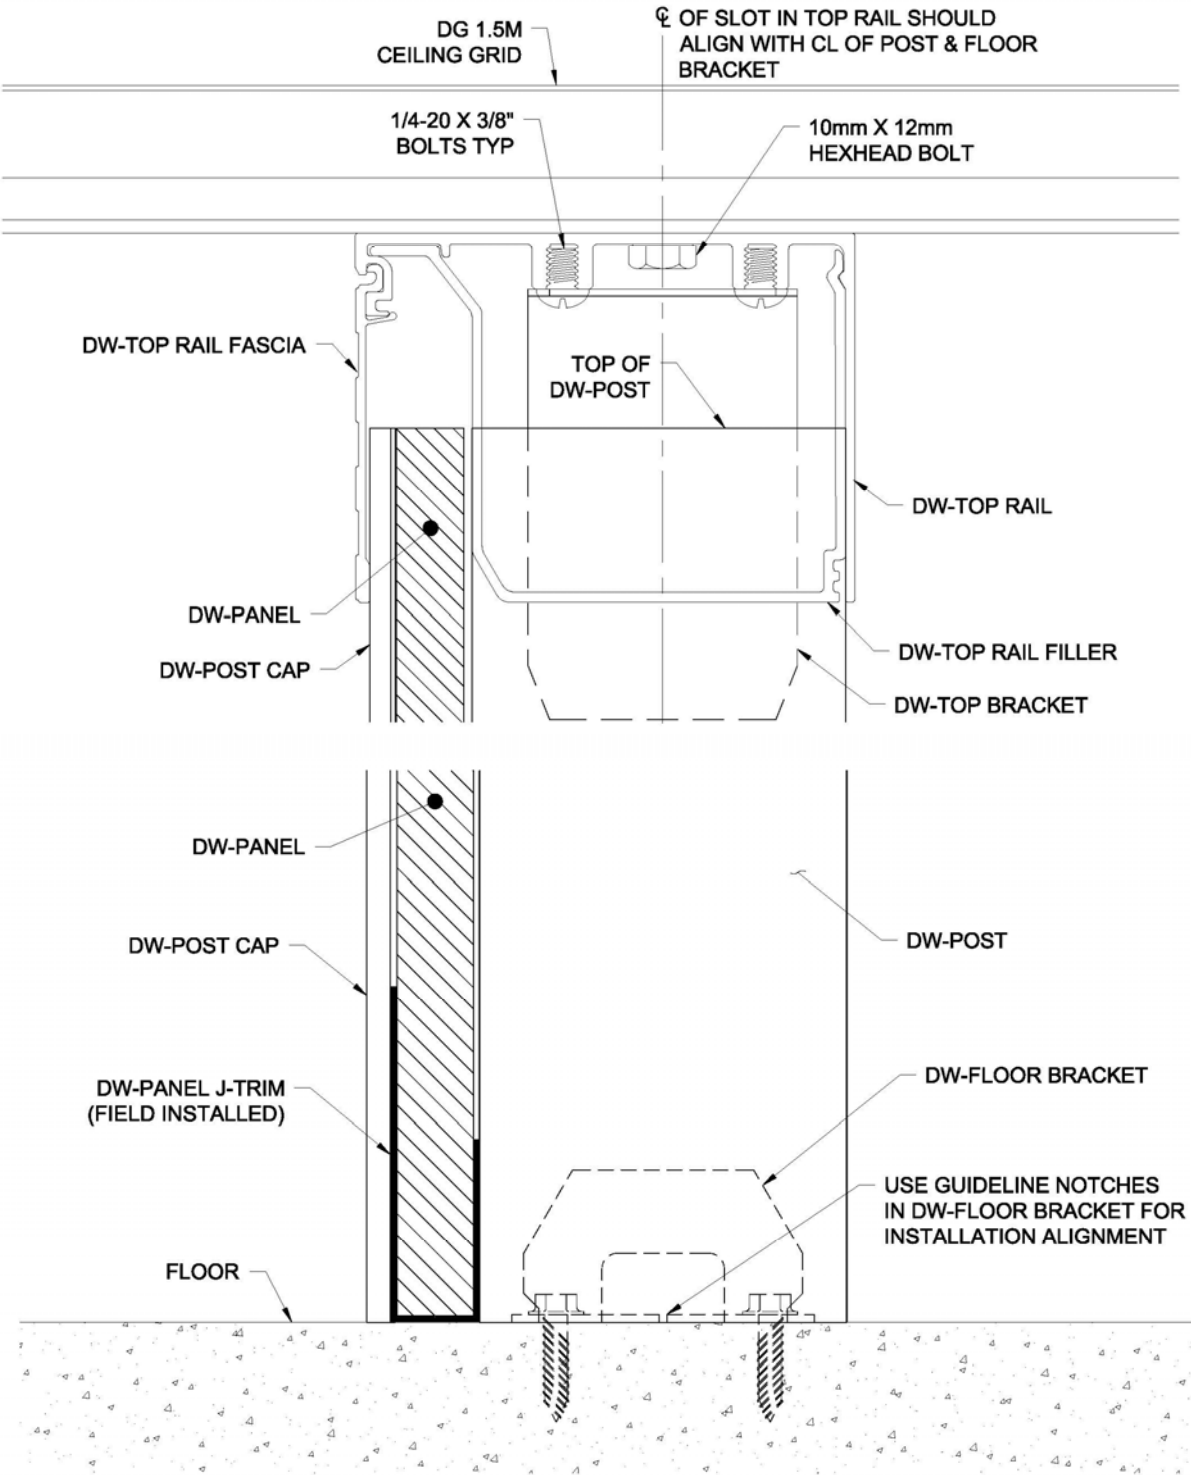 ℄ OF SLOT IN TOP RAIL SHOULD
ALIGN WITH CL OF POST & FLOOR
BRACKET
DG 1.5M
CEILING GRID
1/4-20 X 3/8"
BOLTS TYP
10mm X 12mm
HEXHEAD BOLT
DW-TOP RAIL FASCIA
TOP OF
DW-POST
DW-TOP RAIL
DW-PANEL
DW-POST CAP
DW-TOP RAIL FILLER
DW-TOP BRACKET
DW-PANEL
DW-POST CAP
DW-POST
DW-PANEL J-TRIM
(FIELD INSTALLED)
DW-FLOOR BRACKET
USE GUIDELINE NOTCHES
IN DW-FLOOR BRACKET FOR
INSTALLATION ALIGNMENT
FLOOR